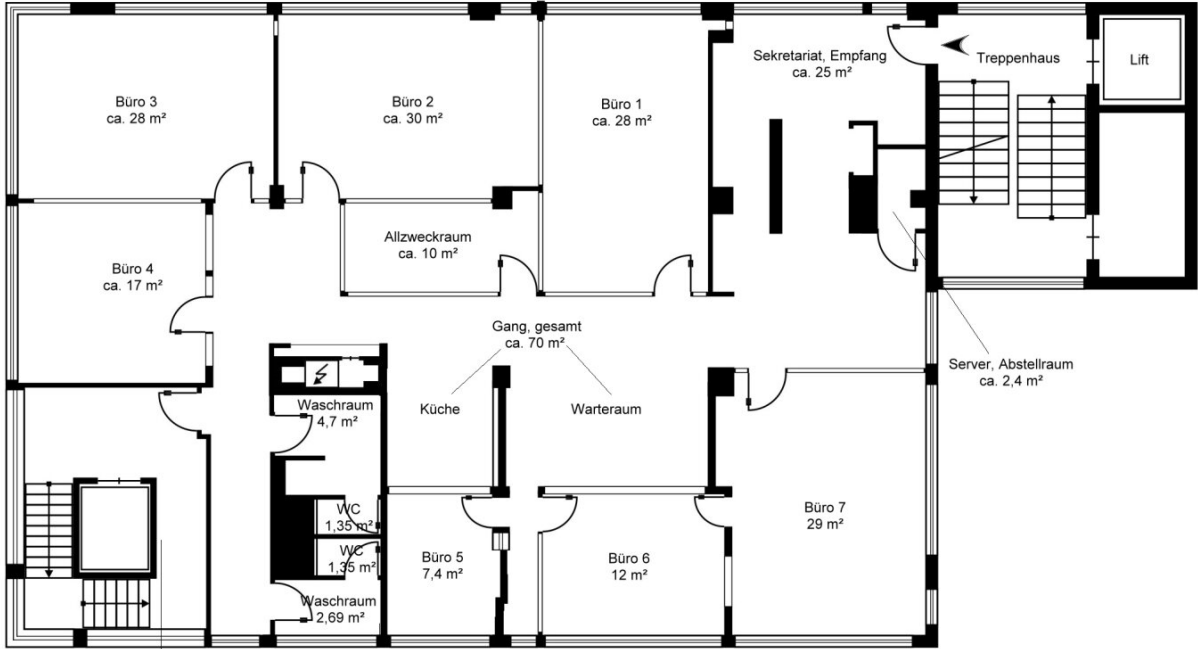 Sekretariat, Empfang
ca. 25 m²
Treppenhaus
Lift
Büro 3
ca. 28 m²
Büro 2
ca. 30 m²
Büro 1
ca. 28 m²
Allzweckraum
ca. 10 m²
Büro 4
ca. 17 m²
Gang, gesamt
ca. 70 m²
Server, Abstellraum
ca. 2,4 m²
Waschraum
4,7 m²
Küche
Warteraum
WC
1,35 m²
WC
1,35 m²
Büro 5
7,4 m²
Büro 6
12 m²
Büro 7
29 m²
Waschraum
2,69 m²